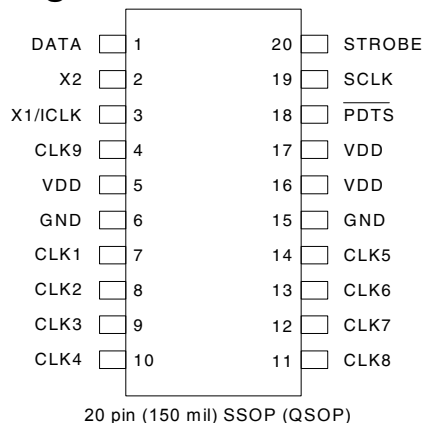 DATA 1 20 STROBE
X2 2 19 SCLK
X1/ICLK 3 18 PDTS
CLK9 4 17 VDD
VDD 5 16 VDD
GND 6 15 GND
CLK1 7 14 CLK5
CLK2 8 13 CLK6
CLK3 9 12 CLK7
CLK4 10 11 CLK8
20 pin (150 mil) SSOP (QSOP)